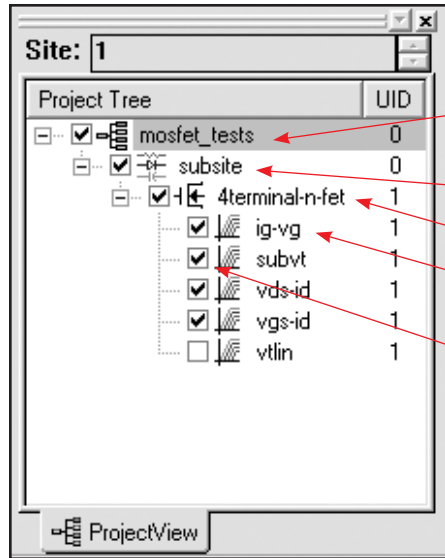 Site: 1
Project Tree UID
mosfet_tests 0
subsite 0
4terminal-n-fet 1
ig-vg 1
subvt 1
vds-id 1
vgs-id 1
vtlin 1
ProjectView